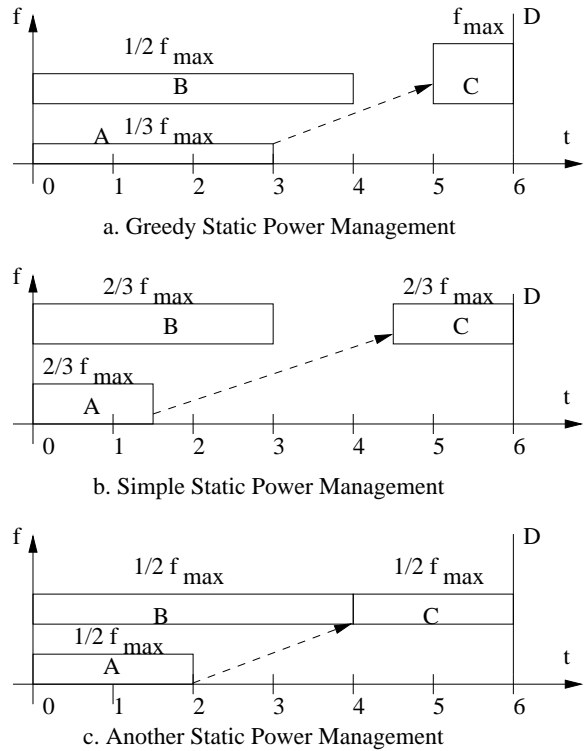 f
1/2 f max
f max
D
B
C
A
1/3 f max
t
0 1 2 3 4 5 6
a. Greedy Static Power Management
f
2/3 f max
2/3 f max
D
B
C
2/3 f max
A
t
0 1 2 3 4 5 6
b. Simple Static Power Management
f
1/2 f max
1/2 f max
D
B
C
1/2 f max
A
t
0 1 2 3 4 5 6
c. Another Static Power Management